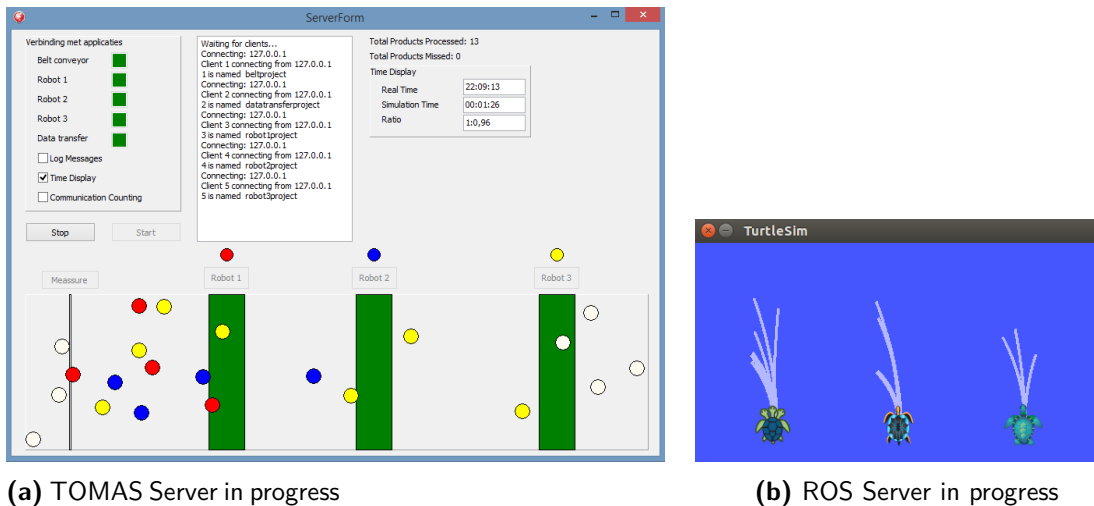 ServerForm
Verbinding met applicaties
Belt conveyor
Robot 1
Robot 2
Robot 3
Data transfer
Log Messages
Time Display
Communication Counting
Stop
Start
Waiting for clients...
Connecting: 127.0.0.1
Client 1 connecting from 127.0.0.1
1 is named beltproject
Connecting: 127.0.0.1
Client 2 connecting from 127.0.0.1
2 is named datatransferproject
Connecting: 127.0.0.1
Client 3 connecting from 127.0.0.1
3 is named robot1project
Connecting: 127.0.0.1
Client 4 connecting from 127.0.0.1
4 is named robot2project
Connecting: 127.0.0.1
Client 5 connecting from 127.0.0.1
5 is named robot3project
Total Products Processed: 13
Total Products Missed: 0
Time Display
Real Time 22:09:13
Simulation Time 00:01:26
Ratio 1:0,96
Meassure
Robot 1
Robot 2
Robot 3
TurtleSim
(a) TOMAS Server in progress
(b) ROS Server in progress